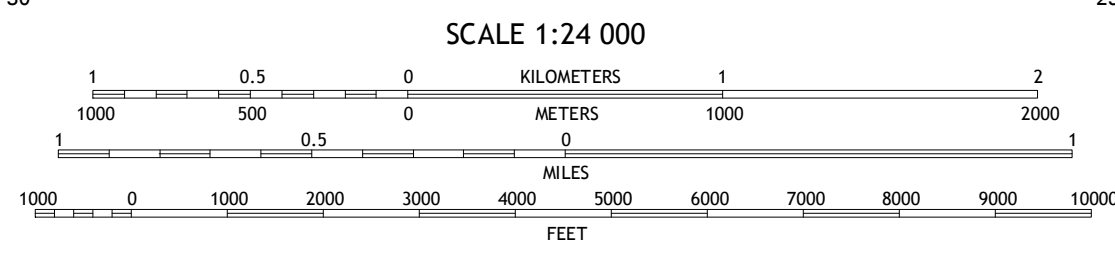 SCALE 1:24 000
1 0.5 0 KILOMETERS 1 2
1000 500 0 METERS 1000 2000
1 0.5 0 1
MILES
1000 0 1000 2000 3000 4000 5000 6000 7000 8000 9000 10000
FEET